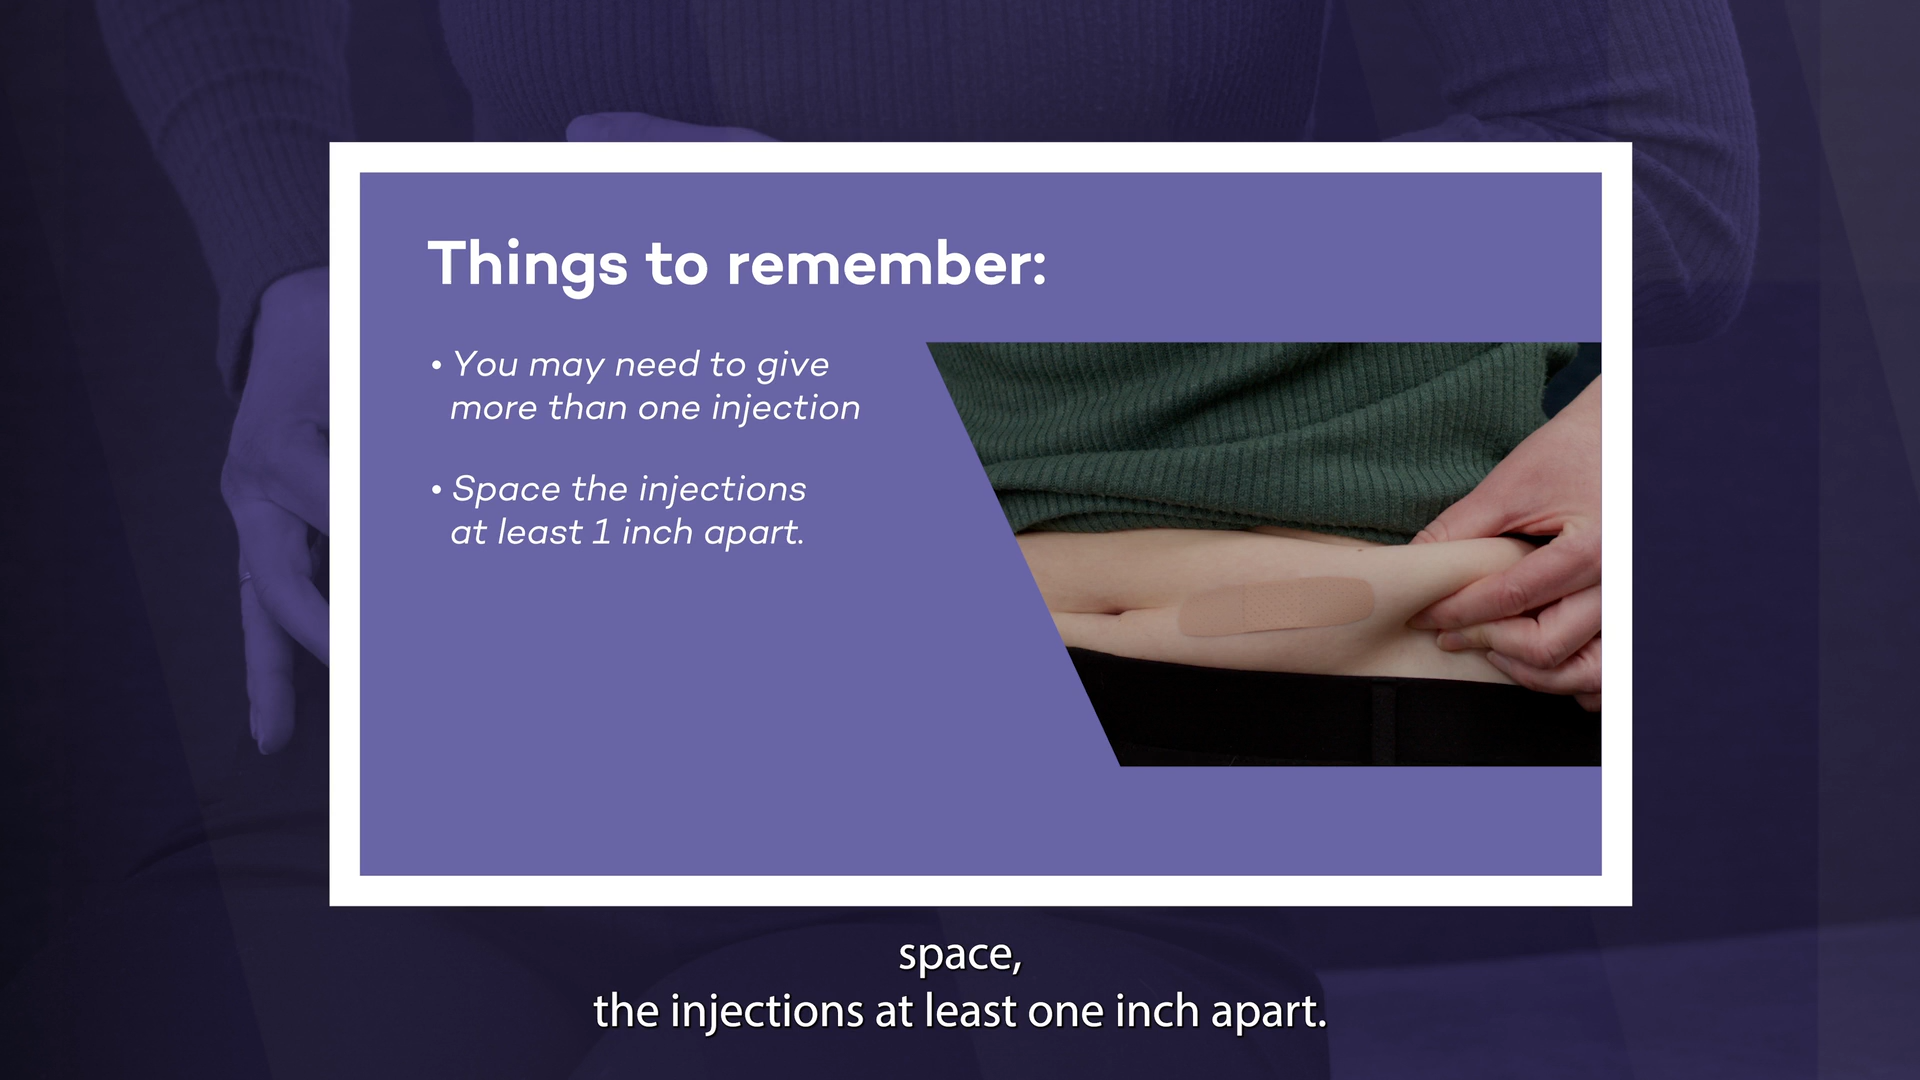 Things to remember:
• You may need to give
more than one injection
• Space the injections
at least 1 inch apart.
space,
the injections at least one inch apart.